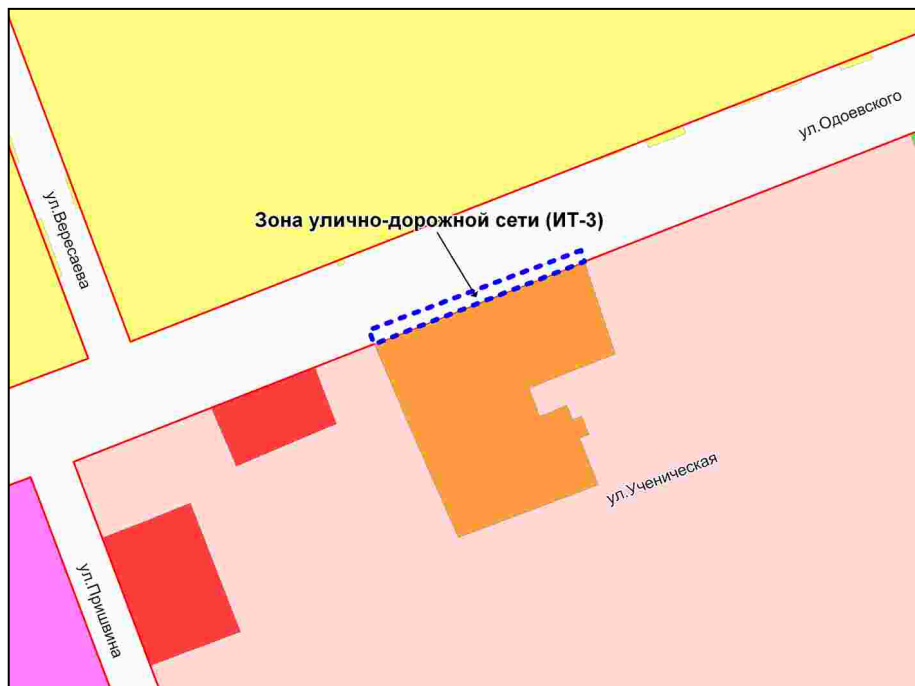 ул.Одоевского
Зона улично-дорожной сети (ИТ-3)
ул.Вересаева
ул.Ученическая
ул.Пришвина